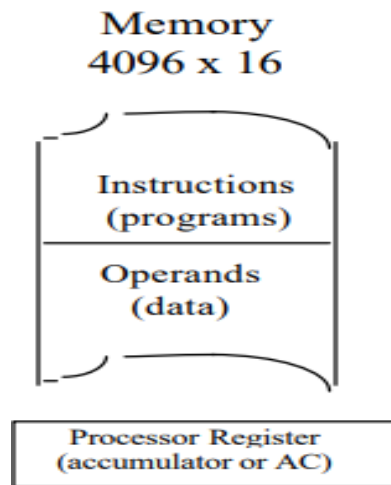 Memory
4096 x 16
Instructions
(programs)
Operands
(data)
Processor Register
(accumulator or AC)